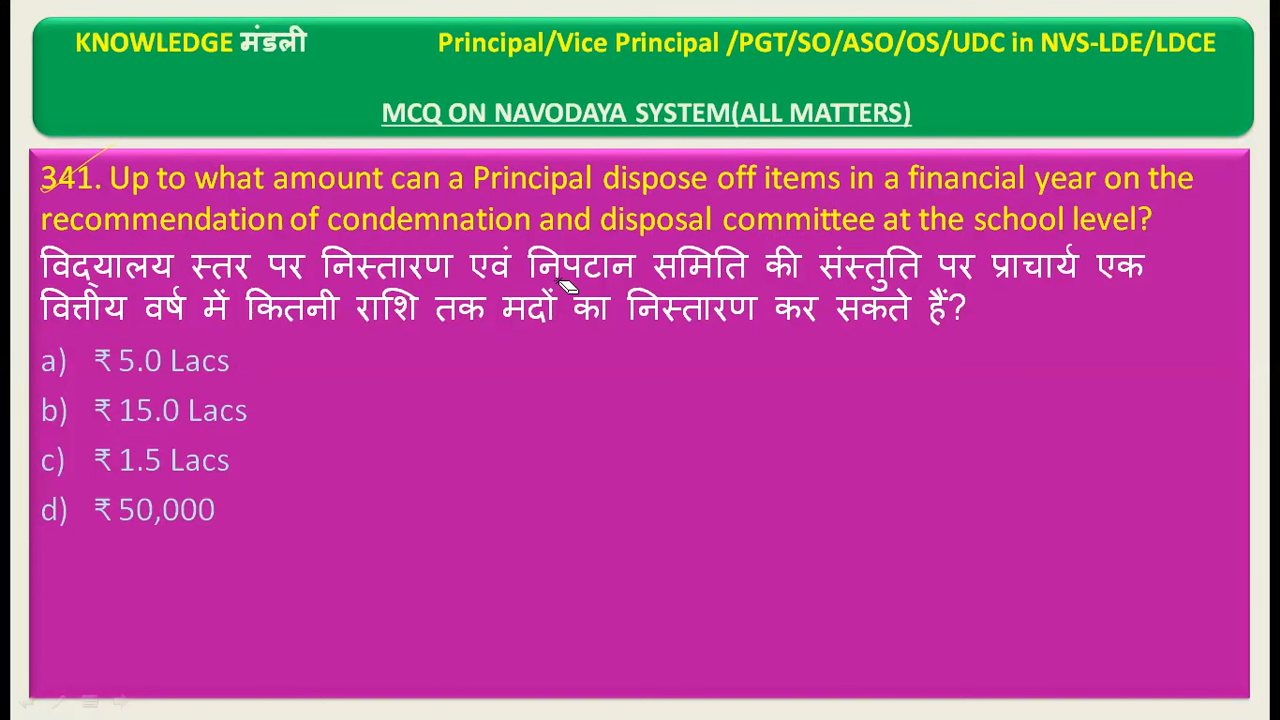 KNOWLEDGE मंडली Principal/Vice Principal /PGT/SO/ASO/OS/UDC in NVS-LDE/LDCE
MCQ ON NAVODAYA SYSTEM(ALL MATTERS)
341. Up to what amount can a Principal dispose off items in a financial year on the
recommendation of condemnation and disposal committee at the school level?
विद्यालय स्तर पर निस्तारण एवं निपटान समिति की संस्तुति पर प्राचार्य एक
वित्तीय वर्ष में कितनी राशि तक मदों का निस्तारण कर सकते हैं?
a) ₹ 5.0 Lacs
b) ₹ 15.0 Lacs
c) ₹ 1.5 Lacs
d) ₹ 50,000